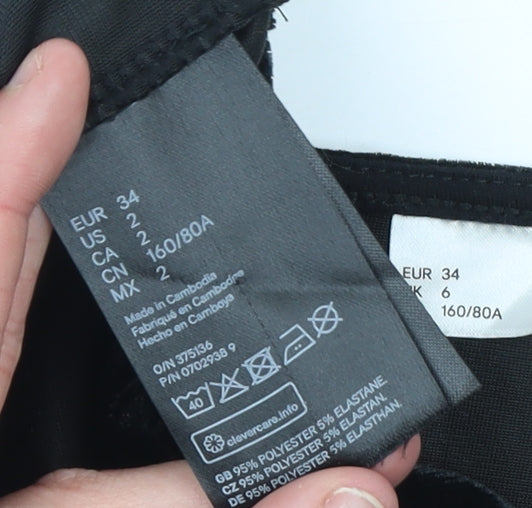 EUR 34
US 2
CA 2
CN 160/80A
MX 2
Made in Cambodia
Fabriqué en Cambodge
Hecho en Camboya
O/N 375136
P/N 0702938 9
40
clevercare.info
GB 95% POLYESTER 5% ELASTANE.
CZ 95% POLYESTER 5% ELASTAN.
DE 95% POLYESTER 5% ELASTHAN.
EUR 34
6
160/80A